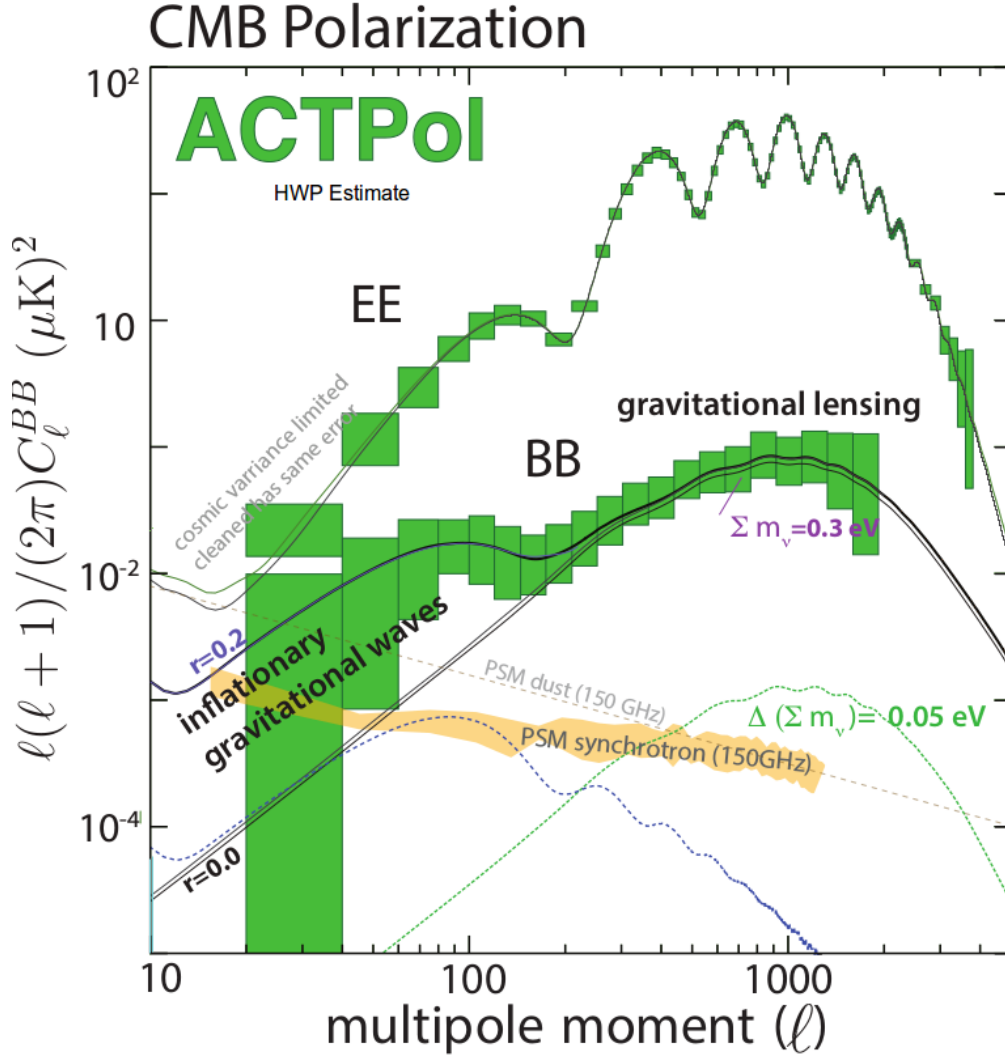 CMB Polarization
10²
ACTPol
HWP Estimate
EE
10
cosmic varriance limited
cleaned has same error
gravitational lensing
BB
Σ m_ν=0.3 eV
10⁻²
r=0.2
inflationary
gravitational waves
PSM dust (150 GHz)
Δ (Σ m_ν)= 0.05 eV
PSM synchrotron (150GHz)
10⁻⁴
r=0.0
ℓ(ℓ + 1)/(2π)C_ℓ^{BB} (μK)²
10
100
1000
multipole moment (ℓ)